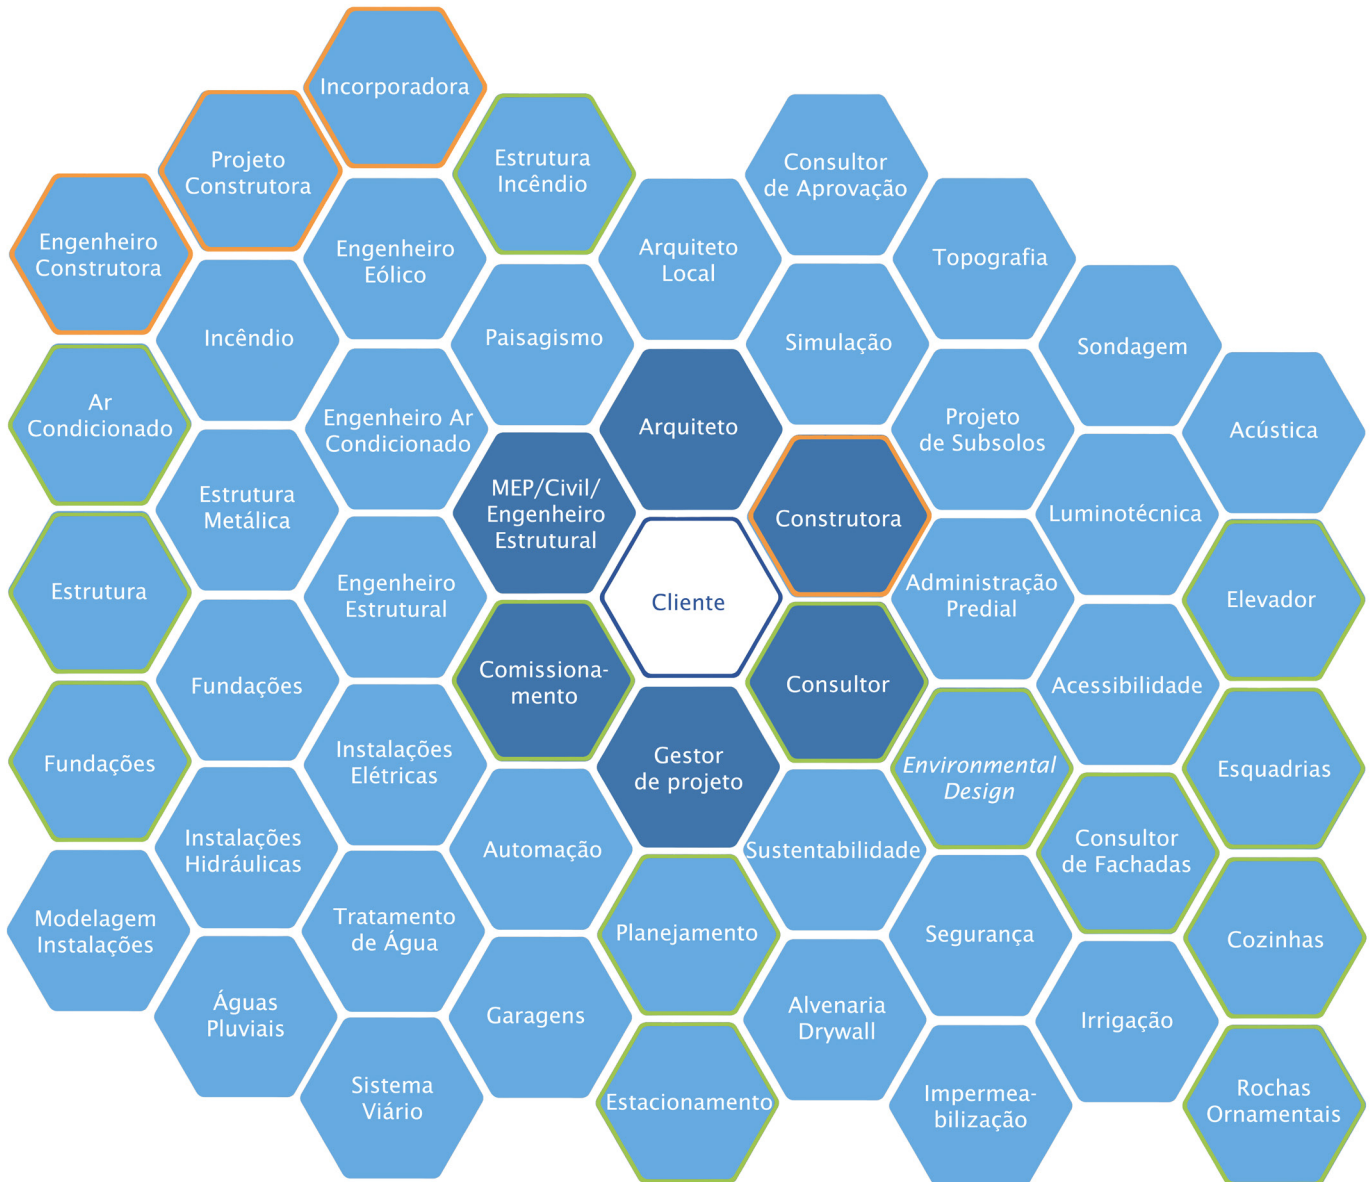 Incorporadora
Projeto
Construtora
Estrutura
Incêndio
Consultor
de Aprovação
Engenheiro
Construtora
Engenheiro
Eólico
Arquiteto
Local
Topografia
Incêndio
Paisagismo
Simulação
Sondagem
Ar
Condicionado
Engenheiro Ar
Condicionado
Arquiteto
Projeto
de Subsolos
Acústica
Estrutura
Metálica
MEP/Civil/
Engenheiro
Estrutural
Construtora
Luminotécnica
Estrutura
Engenheiro
Estrutural
Cliente
Administração
Predial
Elevador
Fundações
Comissiona-
mento
Consultor
Acessibilidade
Fundações
Instalações
Elétricas
Gestor
de projeto
Environmental
Design
Esquadrias
Instalações
Hidráulicas
Automação
Sustentabilidade
Consultor
de Fachadas
Modelagem
Instalações
Tratamento
de Água
Planejamento
Segurança
Cozinhas
Águas
Pluviais
Garagens
Alvenaria
Drywall
Irrigação
Sistema
Viário
Estacionamento
Impermea-
bilização
Rochas
Ornamentais